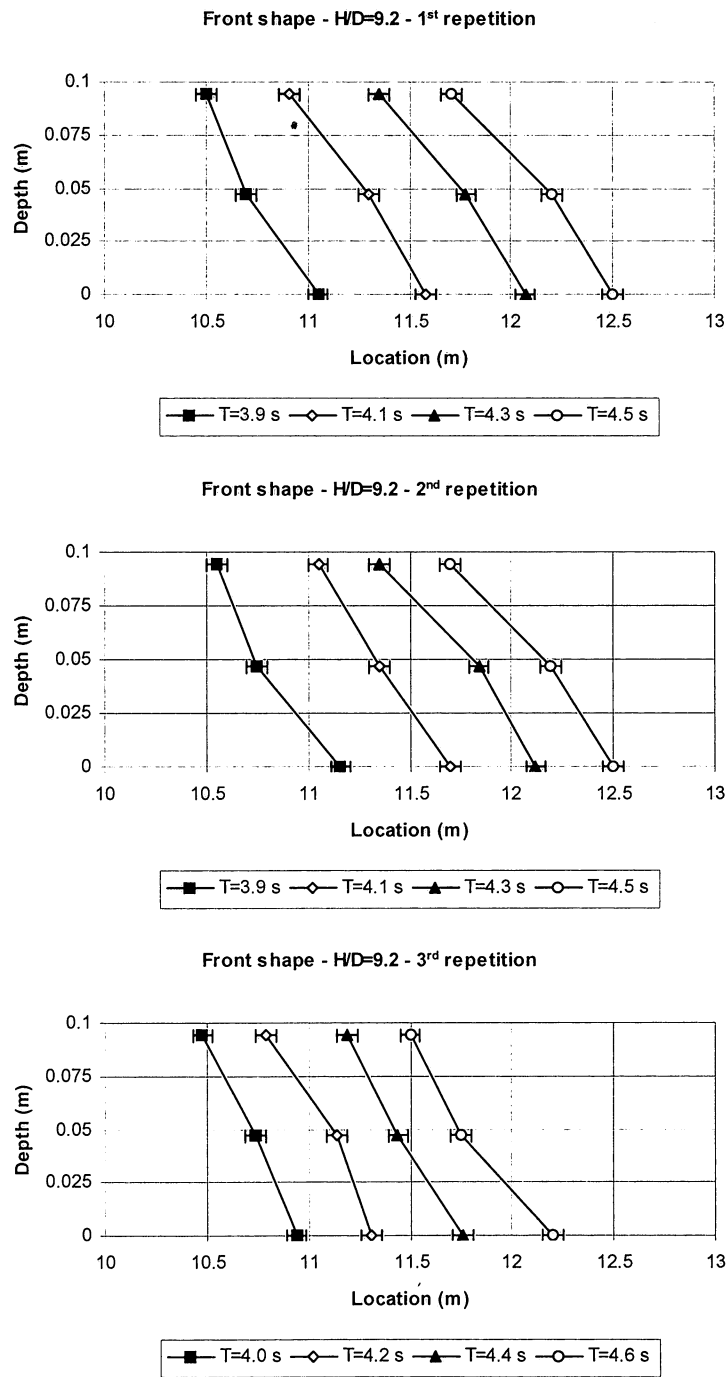 Front shape - H/D=9.2 - 1st repetition
0.1
0.075
0.05
0.025
0
Depth (m)
10 10.5 11 11.5 12 12.5 13
Location (m)
T=3.9 s T=4.1 s T=4.3 s T=4.5 s
Front shape - H/D=9.2 - 2nd repetition
0.1
0.075
0.05
0.025
0
Depth (m)
10 10.5 11 11.5 12 12.5 13
Location (m)
T=3.9 s T=4.1 s T=4.3 s T=4.5 s
Front shape - H/D=9.2 - 3rd repetition
0.1
0.075
0.05
0.025
0
Depth (m)
10 10.5 11 11.5 12 12.5 13
Location (m)
T=4.0 s T=4.2 s T=4.4 s T=4.6 s